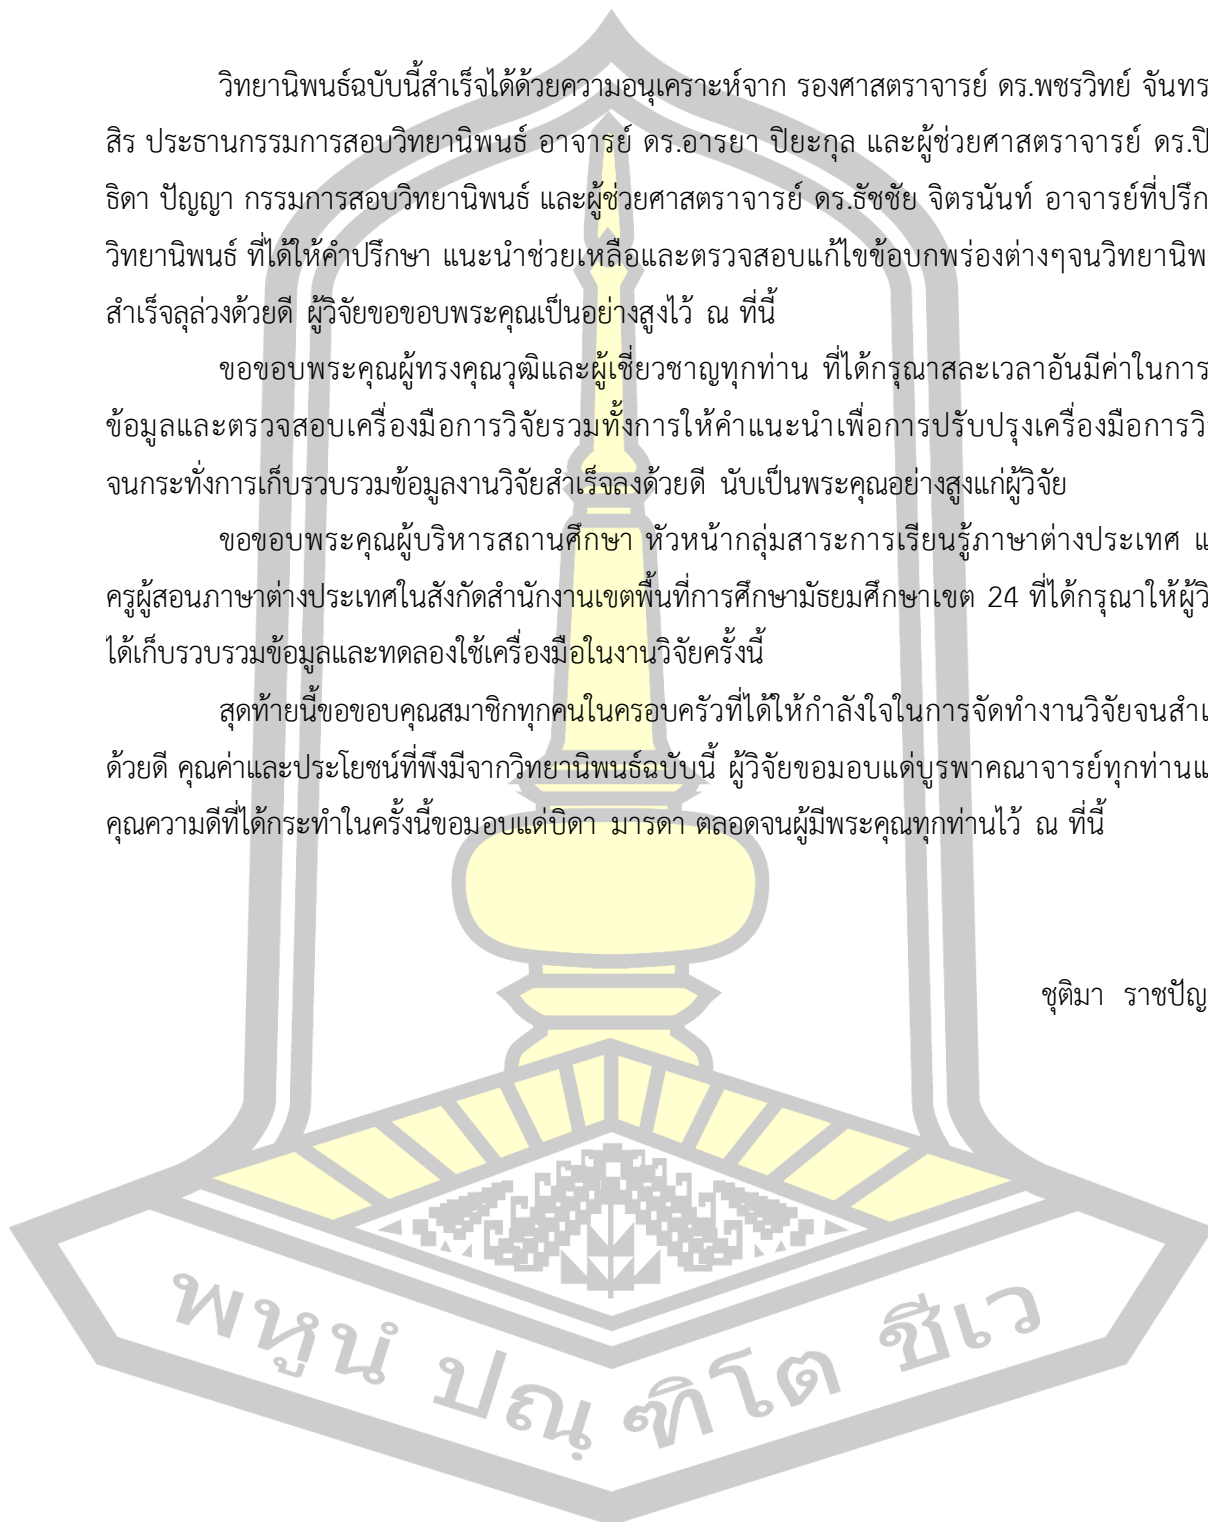 วิทยานิพนธ์ฉบับนี้สำเร็จได้ด้วยความอนุเคราะห์จาก รองศาสตราจารย์ ดร.พชรวิทย์ จันทร
สิร ประธานกรรมการสอบวิทยานิพนธ์ อาจารย์ ดร.อารยา ปิยะกุล และผู้ช่วยศาสตราจารย์ ดร.ปิ
ธิดา ปัญญา กรรมการสอบวิทยานิพนธ์ และผู้ช่วยศาสตราจารย์ ดร.ธัชชัย จิตรนันท์ อาจารย์ที่ปรึก
วิทยานิพนธ์ ที่ได้ให้คำปรึกษา แนะนำช่วยเหลือและตรวจสอบแก้ไขข้อบกพร่องต่างๆจนวิทยานิพ
สำเร็จลุล่วงด้วยดี ผู้วิจัยขอขอบพระคุณเป็นอย่างสูงไว้ ณ ที่นี้
ขอขอบพระคุณผู้ทรงคุณวุฒิและผู้เชี่ยวชาญทุกท่าน ที่ได้กรุณาสละเวลาอันมีค่าในการ
ข้อมูลและตรวจสอบเครื่องมือการวิจัยรวมทั้งการให้คำแนะนำเพื่อการปรับปรุงเครื่องมือการวิ
จนกระทั่งการเก็บรวบรวมข้อมูลงานวิจัยสำเร็จลงด้วยดี นับเป็นพระคุณอย่างสูงแก่ผู้วิจัย
ขอขอบพระคุณผู้บริหารสถานศึกษา หัวหน้ากลุ่มสาระการเรียนรู้ภาษาต่างประเทศ แ
ครูผู้สอนภาษาต่างประเทศในสังกัดสำนักงานเขตพื้นที่การศึกษามัธยมศึกษาเขต 24 ที่ได้กรุณาให้ผู้วิ
ได้เก็บรวบรวมข้อมูลและทดลองใช้เครื่องมือในงานวิจัยครั้งนี้
สุดท้ายนี้ขอขอบคุณสมาชิกทุกคนในครอบครัวที่ได้ให้กำลังใจในการจัดทำงานวิจัยจนสำเ
ด้วยดี คุณค่าและประโยชน์ที่พึงมีจากวิทยานิพนธ์ฉบับนี้ ผู้วิจัยขอมอบแด่บูรพาคณาจารย์ทุกท่านแ
คุณความดีที่ได้กระทำในครั้งนี้ขอมอบแด่บิดา มารดา ตลอดจนผู้มีพระคุณทุกท่านไว้ ณ ที่นี้
ชุติมา ราชปัญ
พหูนํ ปณฺฑิโต ชีเว